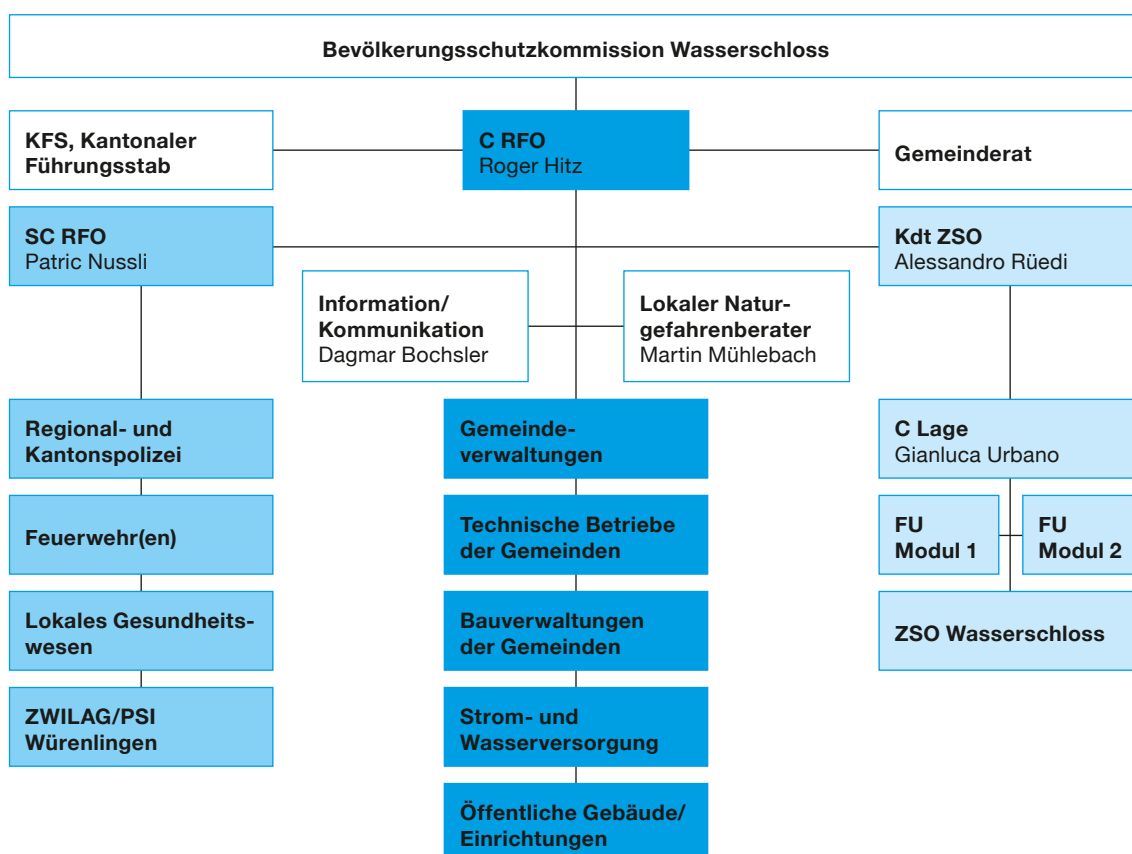 Bevölkerungsschutzkommission Wasserschloss
KFS, Kantonaler
Führungsstab
C RFO
Roger Hitz
Gemeinderat
SC RFO
Patric Nussli
Kdt ZSO
Alessandro Rüedi
Information/
Kommunikation
Dagmar Bochsler
Lokaler Natur-
gefahrenberater
Martin Mühlebach
Regional- und
Kantonspolizei
Gemeinde-
verwaltungen
C Lage
Gianluca Urbano
Feuerwehr(en)
Technische Betriebe
der Gemeinden
FU
Modul 1
FU
Modul 2
Lokales Gesundheits-
wesen
Bauverwaltungen
der Gemeinden
ZSO Wasserschloss
ZWILAG/PSI
Würenlingen
Strom- und
Wasserversorgung
Öffentliche Gebäude/
Einrichtungen